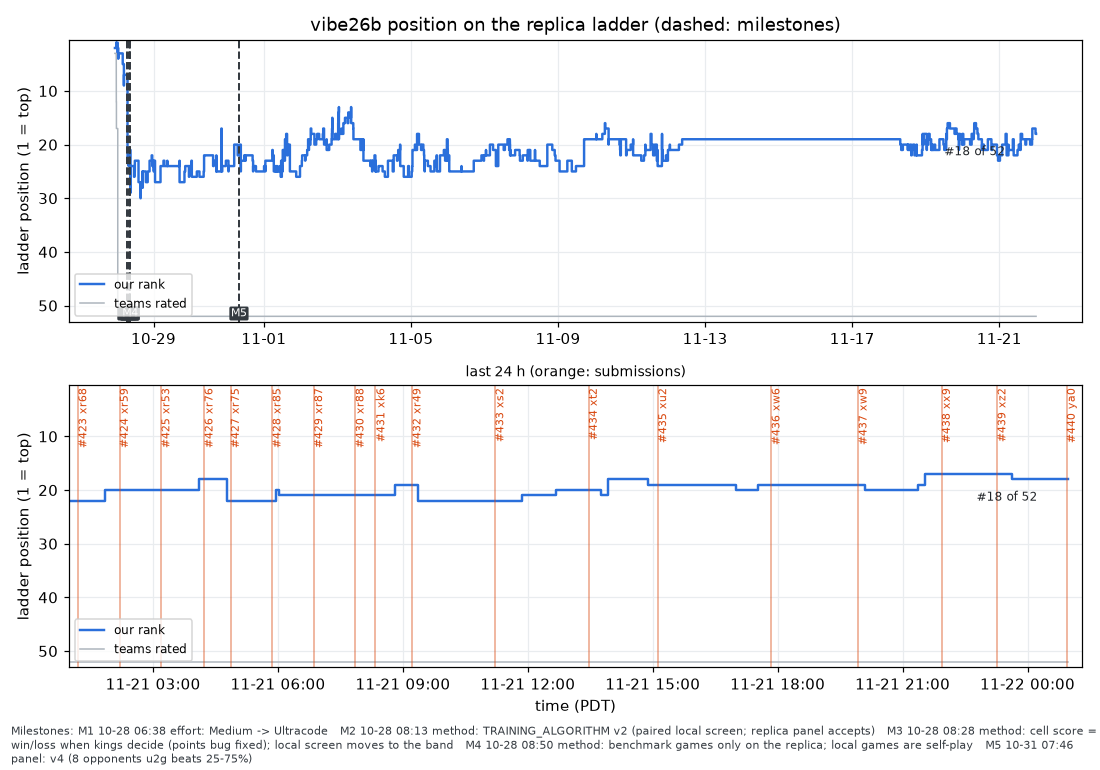 vibe26b position on the replica ladder (dashed: milestones)
ladder position (1 = top)
10
20
30
40
50
#18 of 52
our rank
teams rated
M4
M5
10-29
11-01
11-05
11-09
11-13
11-17
11-21
last 24 h (orange: submissions)
ladder position (1 = top)
10
20
30
40
50
#423 xr68
#424 xr59
#425 xr53
#426 xr76
#427 xr75
#428 xr85
#429 xr87
#430 xr88
#431 xk6
#432 xr49
#433 xs2
#434 xt2
#435 xu2
#436 xw6
#437 xw9
#438 xx9
#439 xz2
#440 ya0
#18 of 52
our rank
teams rated
11-21 03:00
11-21 06:00
11-21 09:00
11-21 12:00
11-21 15:00
11-21 18:00
11-21 21:00
11-22 00:00
time (PDT)
Milestones: M1 10-28 06:38 effort: Medium -> Ultracode M2 10-28 08:13 method: TRAINING_ALGORITHM v2 (paired local screen; replica panel accepts) M3 10-28 08:28 method: cell score =
win/loss when kings decide (points bug fixed); local screen moves to the band M4 10-28 08:50 method: benchmark games only on the replica; local games are self-play M5 10-31 07:46
panel: v4 (8 opponents u2g beats 25-75%)